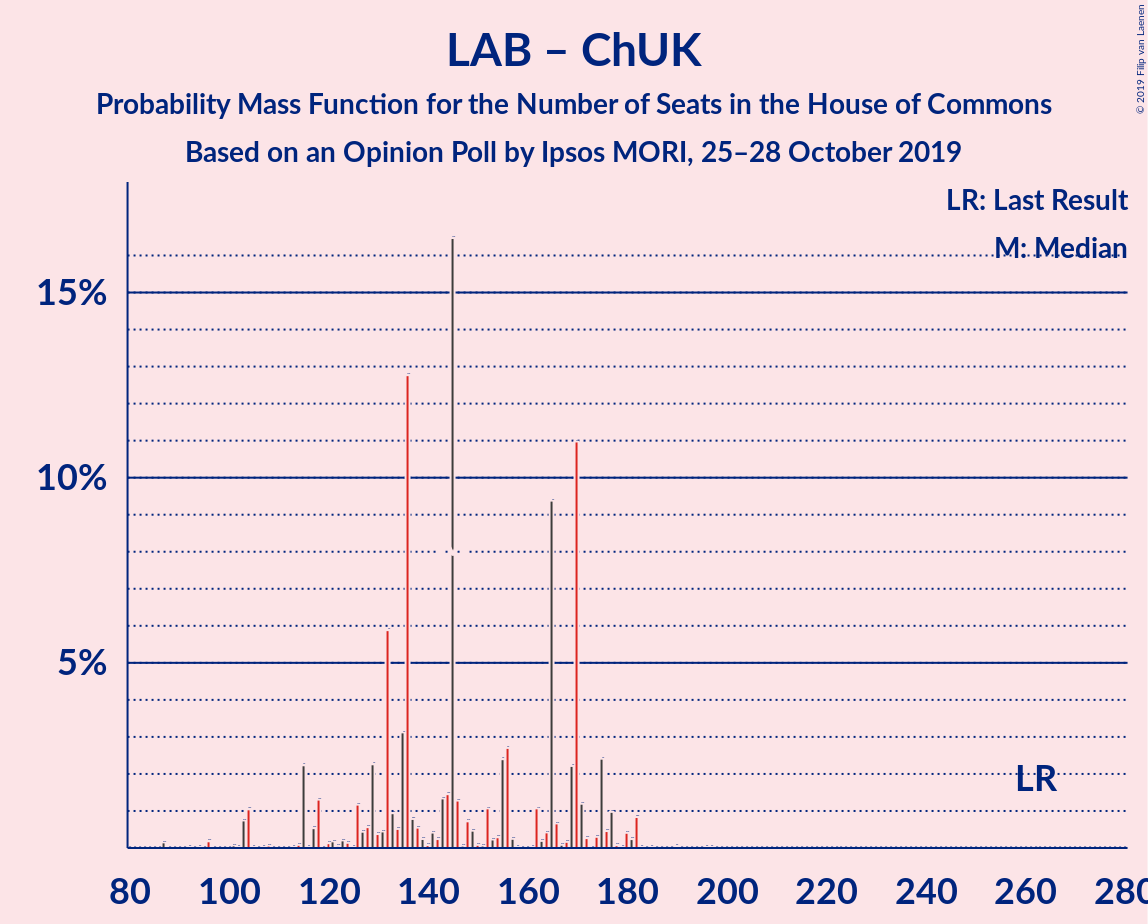 LAB – ChUK
Probability Mass Function for the Number of Seats in the House of Commons
Based on an Opinion Poll by Ipsos MORI, 25–28 October 2019
© 2019 Filip van Laenen
LR: Last Result
M: Median
15%
10%
5%
LR
80 100 120 140 160 180 200 220 240 260 280